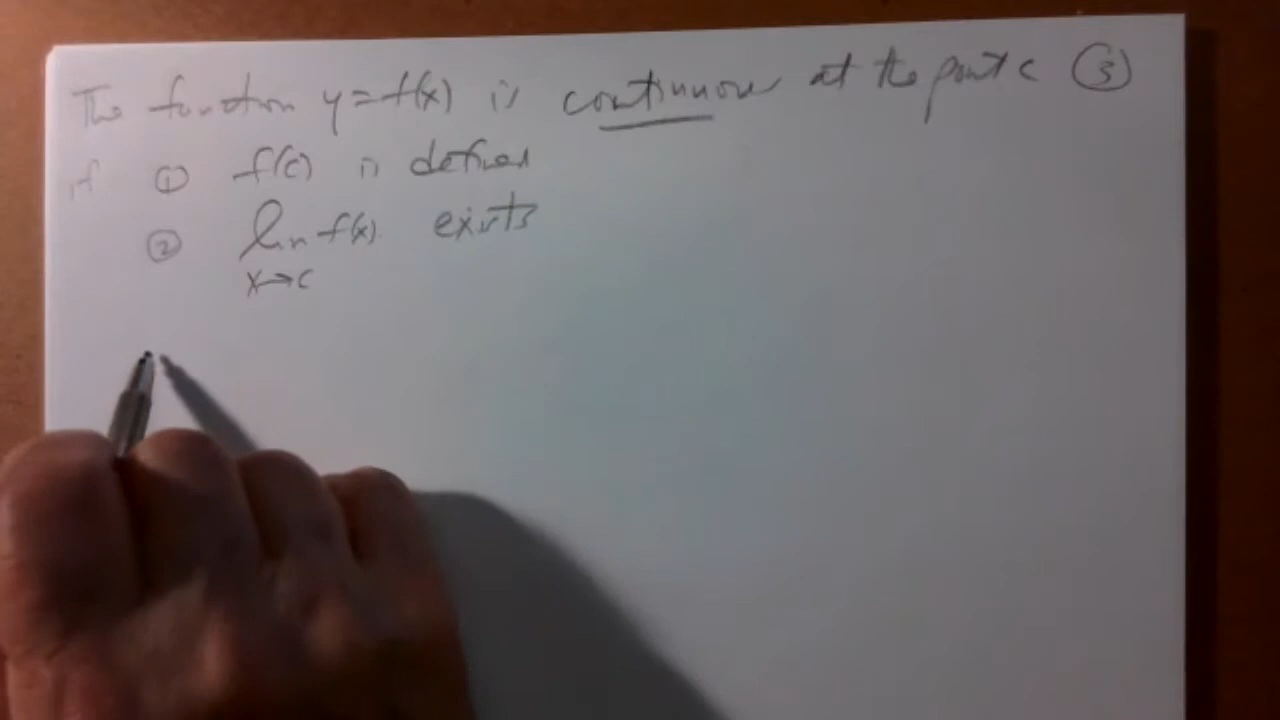 The function y=f(x) is continuous at the point c ③
if ① f(c) is defined
② lim f(x) exists
x→c